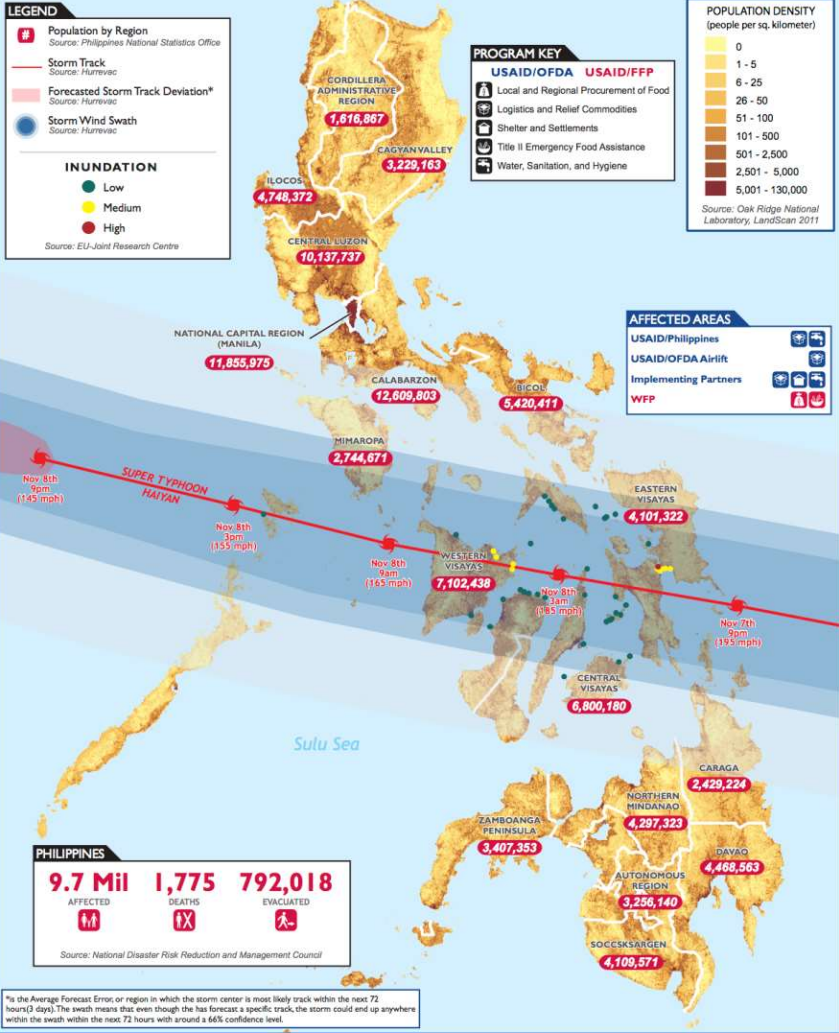 LEGEND
#
Population by Region
Source: Philippines National Statistics Office
Storm Track
Source: Hurrevac
Forecasted Storm Track Deviation*
Source: Hurrevac
Storm Wind Swath
Source: Hurrevac
INUNDATION
Low
Medium
High
Source: EU-Joint Research Centre
PROGRAM KEY
USAID/OFDA USAID/FFP
Local and Regional Procurement of Food
Logistics and Relief Commodities
Shelter and Settlements
Title II Emergency Food Assistance
Water, Sanitation, and Hygiene
POPULATION DENSITY
(people per sq. kilometer)
0
1 - 5
6 - 25
26 - 50
51 - 100
101 - 500
501 - 2,500
2,501 - 5,000
5,001 - 130,000
Source: Oak Ridge National
Laboratory, LandScan 2011
CORDILLERA
ADMINISTRATIVE
REGION
1,616,867
CAGYAN VALLEY
3,229,163
ILOCOS
4,748,372
CENTRAL LUZON
10,137,737
NATIONAL CAPITAL REGION
(MANILA)
11,855,975
CALABARZON
12,609,803
BICOL
5,420,411
AFFECTED AREAS
USAID/Philippines
USAID/OFDA Airlift
Implementing Partners
WFP
MIMAROPA
2,744,671
SUPER TYPHOON
HAIYAN
Nov 8th
9pm
(145 mph)
Nov 8th
3pm
(155 mph)
Nov 8th
9am
(165 mph)
EASTERN
VISAYAS
4,101,322
WESTERN
VISAYAS
7,102,438
Nov 8th
3am
(185 mph)
Nov 7th
9pm
(195 mph)
CENTRAL
VISAYAS
6,800,180
Sulu Sea
CARAGA
2,429,224
NORTHERN
MINDANAO
4,297,323
ZAMBOANGA
PENINSULA
3,407,353
DAVAO
4,468,563
AUTONOMOUS
REGION
3,256,140
SOCCSKSARGEN
4,109,571
PHILIPPINES
9.7 Mil 1,775 792,018
AFFECTED DEATHS EVACUATED
Source: National Disaster Risk Reduction and Management Council
*is the Average Forecast Error, or region in which the storm center is most likely track within the next 72
hours(3 days). The swath means that even though the has forecast a specific track, the storm could end up anywhere
within the swath within the next 72 hours with around a 66% confidence level.